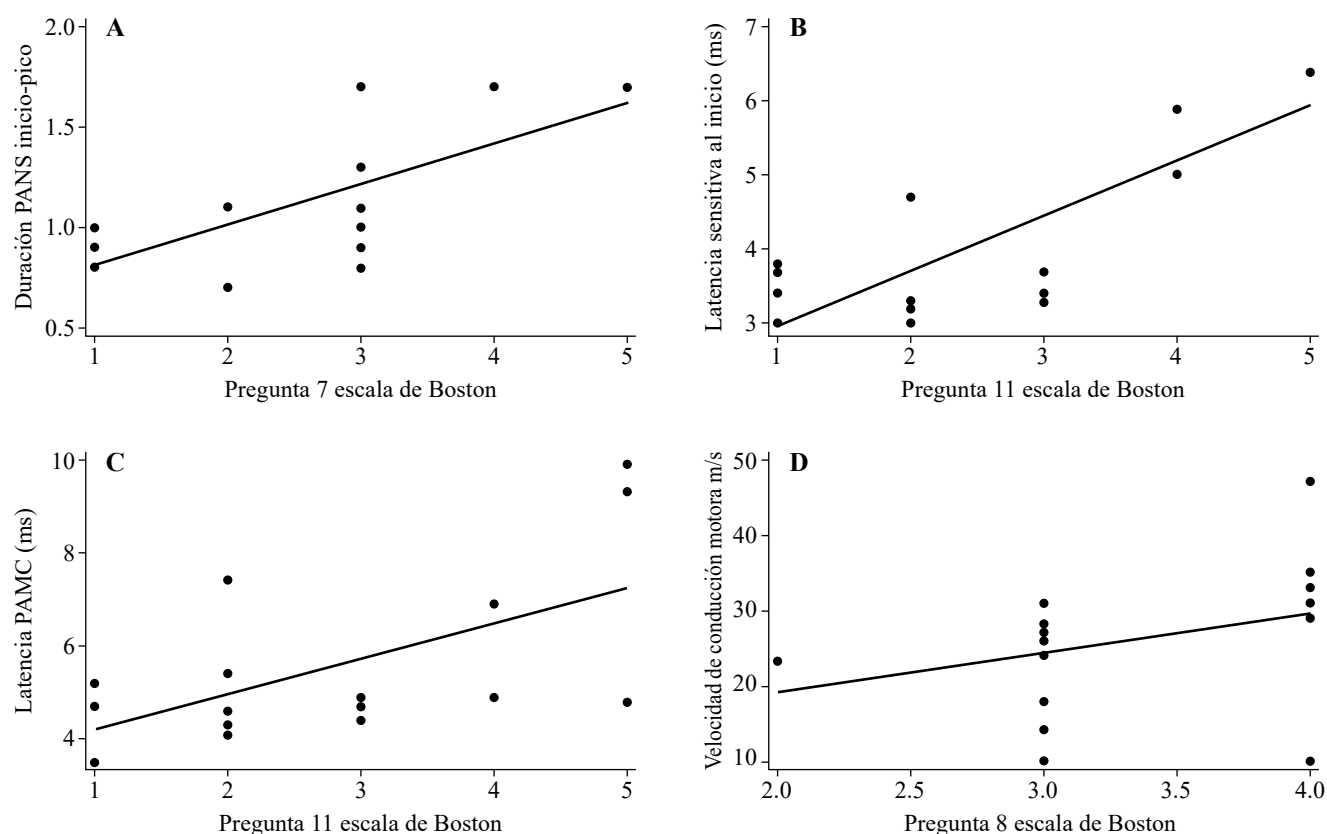 A
Duración PANS inicio-pico
2.0
1.5
1.0
0.5
1 2 3 4 5
Pregunta 7 escala de Boston
B
Latencia sensitiva al inicio (ms)
7
6
5
4
3
1 2 3 4 5
Pregunta 11 escala de Boston
C
Latencia PAMC (ms)
10
8
6
4
1 2 3 4 5
Pregunta 11 escala de Boston
D
Velocidad de conducción motora m/s
50
40
30
20
10
2.0 2.5 3.0 3.5 4.0
Pregunta 8 escala de Boston